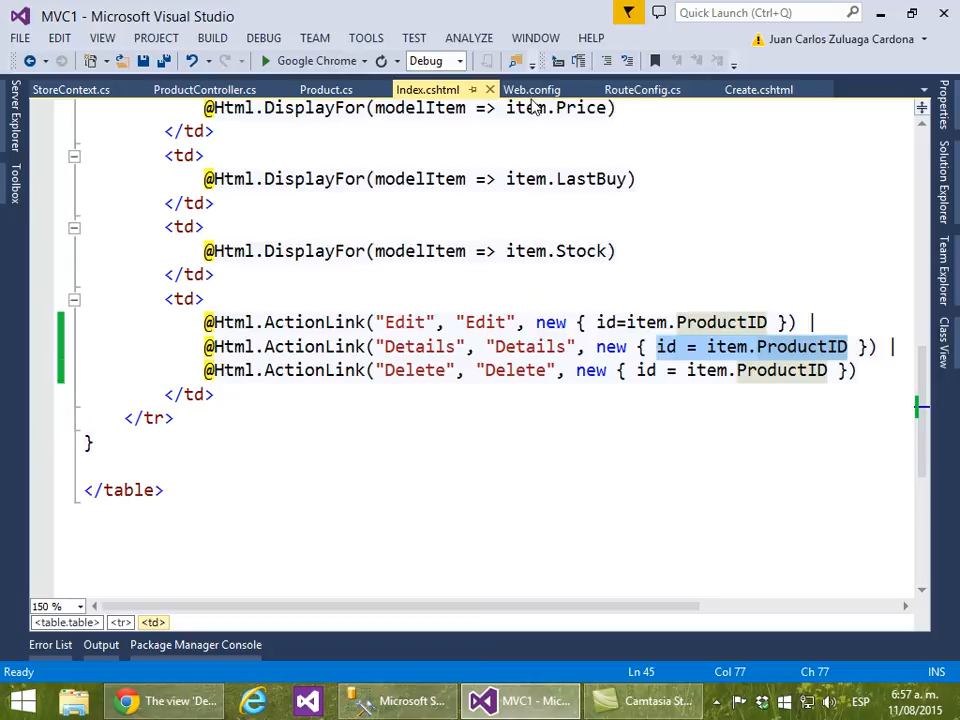 MVC1 - Microsoft Visual Studio
Quick Launch (Ctrl+Q)
FILE EDIT VIEW PROJECT BUILD DEBUG TEAM TOOLS TEST ANALYZE WINDOW HELP
Juan Carlos Zuluaga Cardona
Google Chrome Debug
StoreContext.cs ProductController.cs Product.cs Index.cshtml Web.config RouteConfig.cs Create.cshtml
Server Explorer
Toolbox
Properties
Solution Explorer
Team Explorer
Class View
@Html.DisplayFor(modelItem => item.Price)
</td>
<td>
@Html.DisplayFor(modelItem => item.LastBuy)
</td>
<td>
@Html.DisplayFor(modelItem => item.Stock)
</td>
<td>
@Html.ActionLink("Edit", "Edit", new { id=item.ProductID }) |
@Html.ActionLink("Details", "Details", new { id = item.ProductID }) |
@Html.ActionLink("Delete", "Delete", new { id = item.ProductID })
</td>
</tr>
}
</table>
150 %
<table.table> <tr> <td>
Error List Output Package Manager Console
Ready Ln 45 Col 77 Ch 77 INS
The view 'De... Microsoft S... MVC1 - Mic... Camtasia St... ESP
6:57 a. m.
11/08/2015